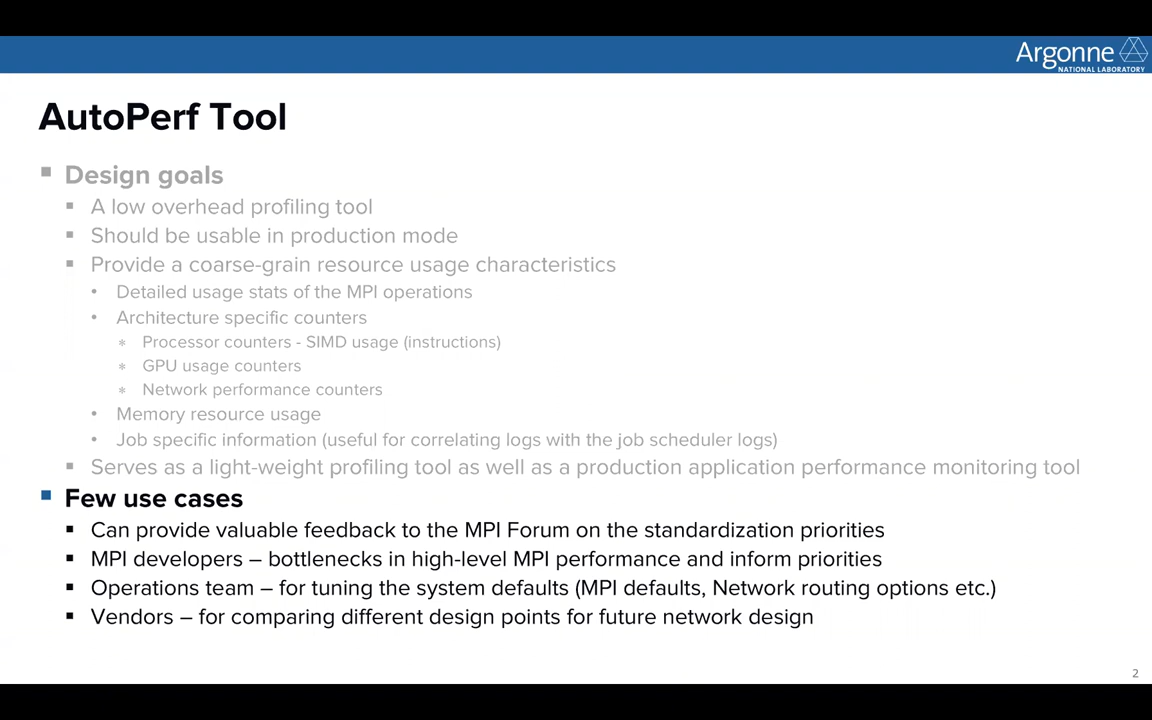 Argonne
NATIONAL LABORATORY
AutoPerf Tool
▪ Design goals
▪ A low overhead profiling tool
▪ Should be usable in production mode
▪ Provide a coarse-grain resource usage characteristics
• Detailed usage stats of the MPI operations
• Architecture specific counters
* Processor counters - SIMD usage (instructions)
* GPU usage counters
* Network performance counters
• Memory resource usage
• Job specific information (useful for correlating logs with the job scheduler logs)
▪ Serves as a light-weight profiling tool as well as a production application performance monitoring tool
▪ Few use cases
▪ Can provide valuable feedback to the MPI Forum on the standardization priorities
▪ MPI developers – bottlenecks in high-level MPI performance and inform priorities
▪ Operations team – for tuning the system defaults (MPI defaults, Network routing options etc.)
▪ Vendors – for comparing different design points for future network design
2